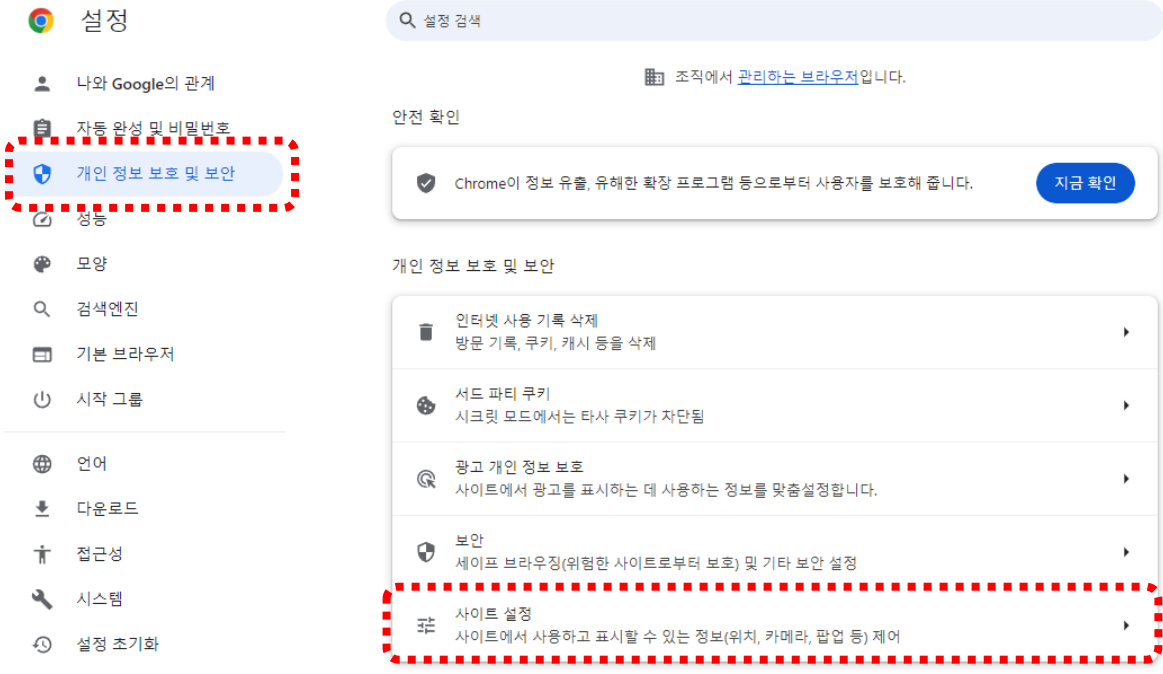 설정
나와 Google의 관계
자동 완성 및 비밀번호
개인 정보 보호 및 보안
성능
모양
검색엔진
기본 브라우저
시작 그룹
언어
다운로드
접근성
시스템
설정 초기화
설정 검색
조직에서 관리하는 브라우저입니다.
안전 확인
Chrome이 정보 유출, 유해한 확장 프로그램 등으로부터 사용자를 보호해 줍니다.
지금 확인
개인 정보 보호 및 보안
인터넷 사용 기록 삭제
방문 기록, 쿠키, 캐시 등을 삭제
서드 파티 쿠키
시크릿 모드에서는 타사 쿠키가 차단됨
광고 개인 정보 보호
사이트에서 광고를 표시하는 데 사용하는 정보를 맞춤설정합니다.
보안
세이프 브라우징(위험한 사이트로부터 보호) 및 기타 보안 설정
사이트 설정
사이트에서 사용하고 표시할 수 있는 정보(위치, 카메라, 팝업 등) 제어